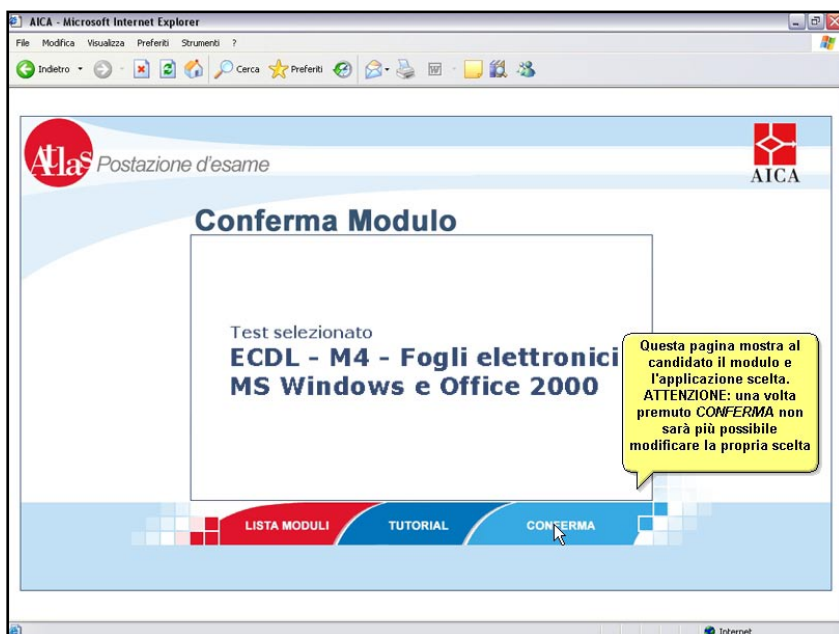 AICA - Microsoft Internet Explorer
File Modifica Visualizza Preferiti Strumenti ?
Indietro Cerca Preferiti
Atlas Postazione d'esame
AICA
Conferma Modulo
Test selezionato
ECDL - M4 - Fogli elettronici
MS Windows e Office 2000
Questa pagina mostra al
candidato il modulo e
l'applicazione scelta.
ATTENZIONE: una volta
premuto CONFERMA non
sarà più possibile
modificare la propria scelta
LISTA MODULI TUTORIAL CONFERMA
Internet